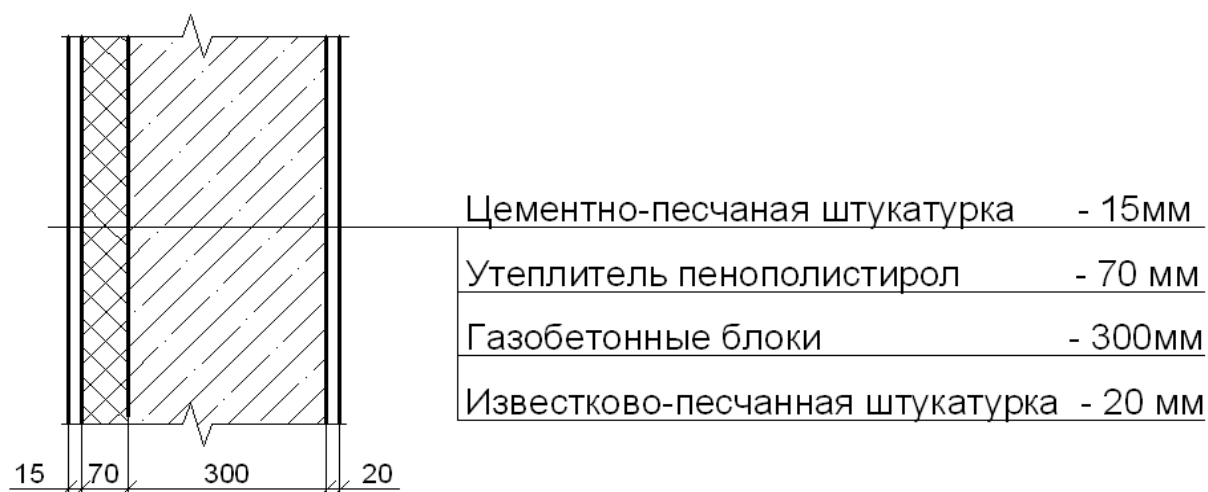 Цементно-песчаная штукатурка - 15мм
Утеплитель пенополистирол - 70 мм
Газобетонные блоки - 300мм
Известково-песчанная штукатурка - 20 мм
15 70 300 20